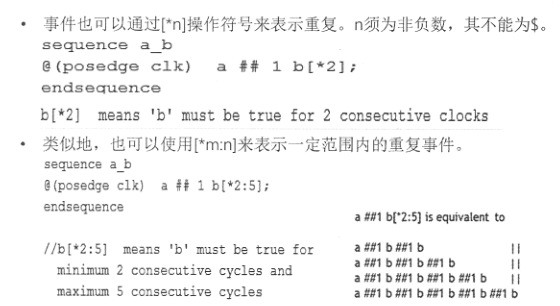 • 事件也可以通过[*n]操作符号来表示重复。n须为非负数，其不能为$。
sequence a_b
@(posedge clk) a ## 1 b[*2];
endsequence
b[*2] means 'b' must be true for 2 consecutive clocks
• 类似地，也可以使用[*m:n]来表示一定范围内的重复事件。
sequence a_b
@(posedge clk) a ## 1 b[*2:5];
endsequence
a ##1 b[*2:5] is equivalent to
//b[*2:5] means 'b' must be true for
minimum 2 consecutive cycles and
maximum 5 consecutive cycles
a ##1 b ##1 b ||
a ##1 b ##1 b ##1 b ||
a ##1 b ##1 b ##1 b ##1 b ||
a ##1 b ##1 b ##1 b ##1 b ##1 b